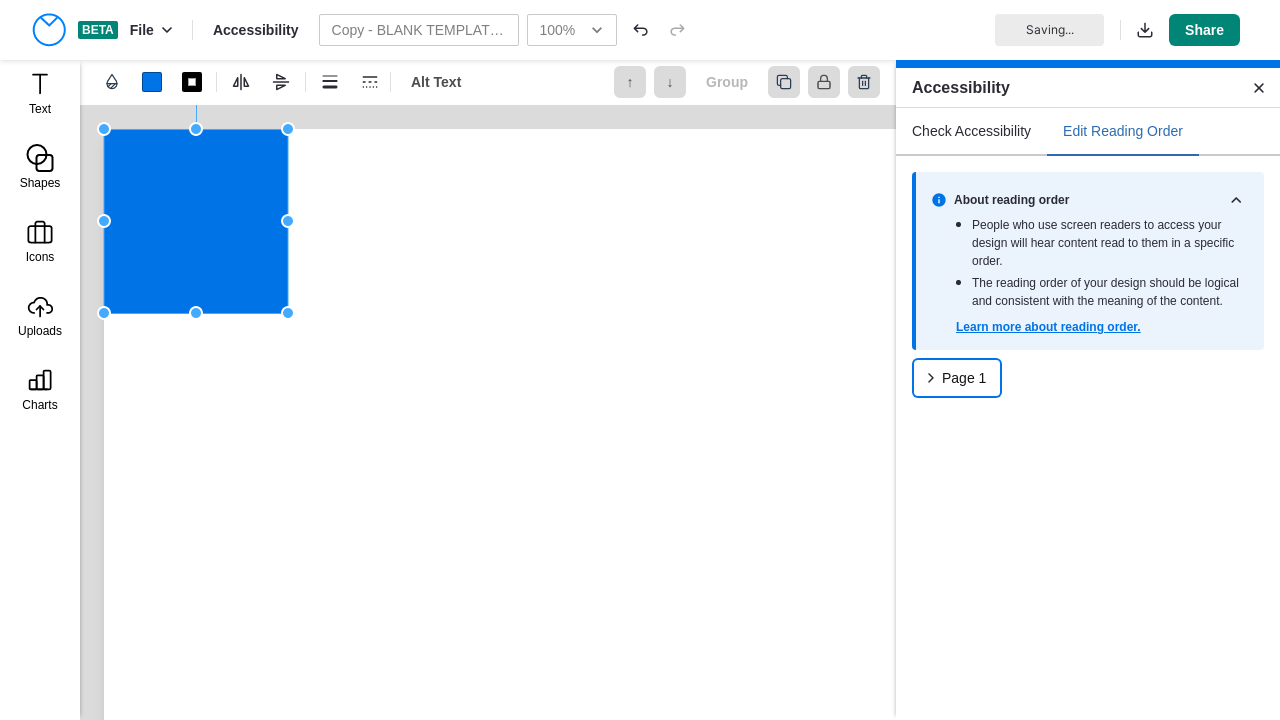 BETA
File
Accessibility
Copy - BLANK TEMPLAT…
100%
Saving...
Share
Text
Shapes
Icons
Uploads
Charts
Alt Text
↑
↓
Group
Accessibility
Check Accessibility
Edit Reading Order
About reading order
People who use screen readers to access your
design will hear content read to them in a specific
order.
The reading order of your design should be logical
and consistent with the meaning of the content.
Learn more about reading order.
Page 1